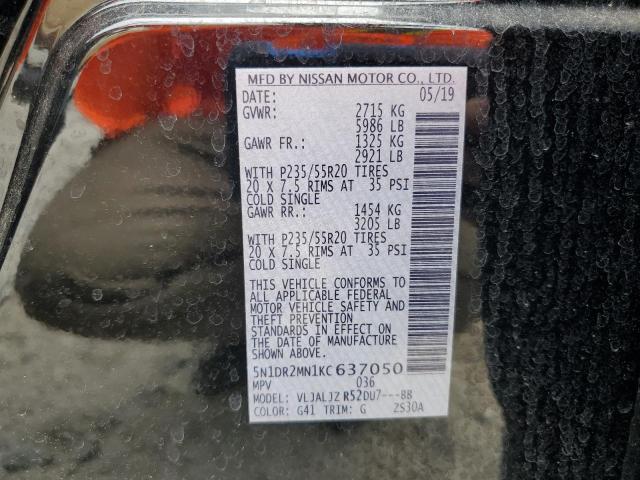 MFD BY NISSAN MOTOR CO., LTD.
DATE: 05/19
GVWR: 2715 KG
5986 LB
GAWR FR.: 1325 KG
2921 LB
WITH P235/55R20 TIRES
20 X 7.5 RIMS AT 35 PSI
COLD SINGLE
GAWR RR.: 1454 KG
3205 LB
WITH P235/55R20 TIRES
20 X 7.5 RIMS AT 35 PSI
COLD SINGLE
THIS VEHICLE CONFORMS TO
ALL APPLICABLE FEDERAL
MOTOR VEHICLE SAFETY AND
THEFT PREVENTION
STANDARDS IN EFFECT ON
THE DATE OF MANUFACTURE
SHOWN ABOVE.
5N1DR2MN1KC637050
MPV 036
MODEL: VLJALJZ R52DU7---BB
COLOR: G41 TRIM: G ZS30A